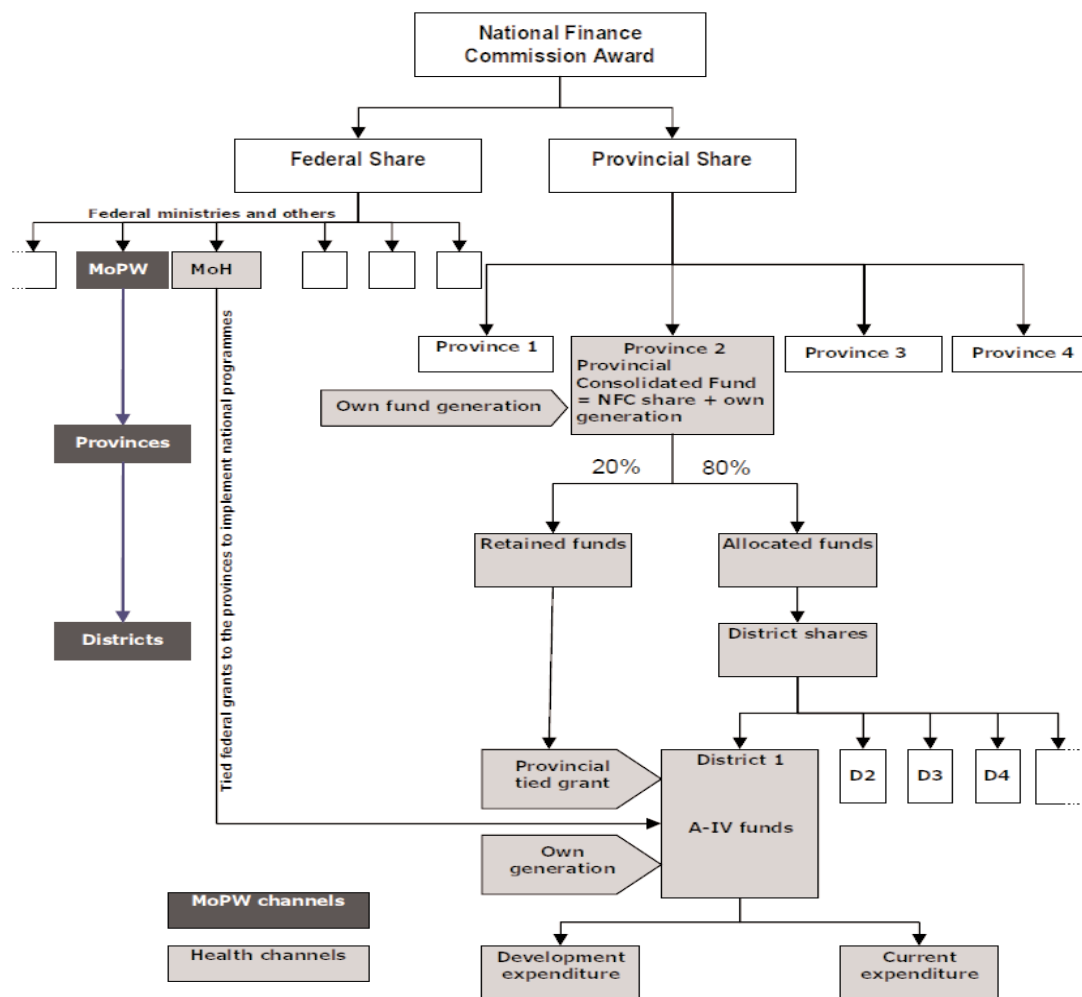 National Finance
Commission Award
Federal Share
Provincial Share
Federal ministries and others
MoPW
MoH
Tied federal grants to the provinces to implement national programmes
Province 1
Province 2
Provincial
Consolidated Fund
= NFC share + own
generation
Province 3
Province 4
Own fund generation
Provinces
20%
80%
Retained funds
Allocated funds
Districts
District shares
Provincial
tied grant
District 1
A-IV funds
D2
D3
D4
Own
generation
MoPW channels
Health channels
Development
expenditure
Current
expenditure